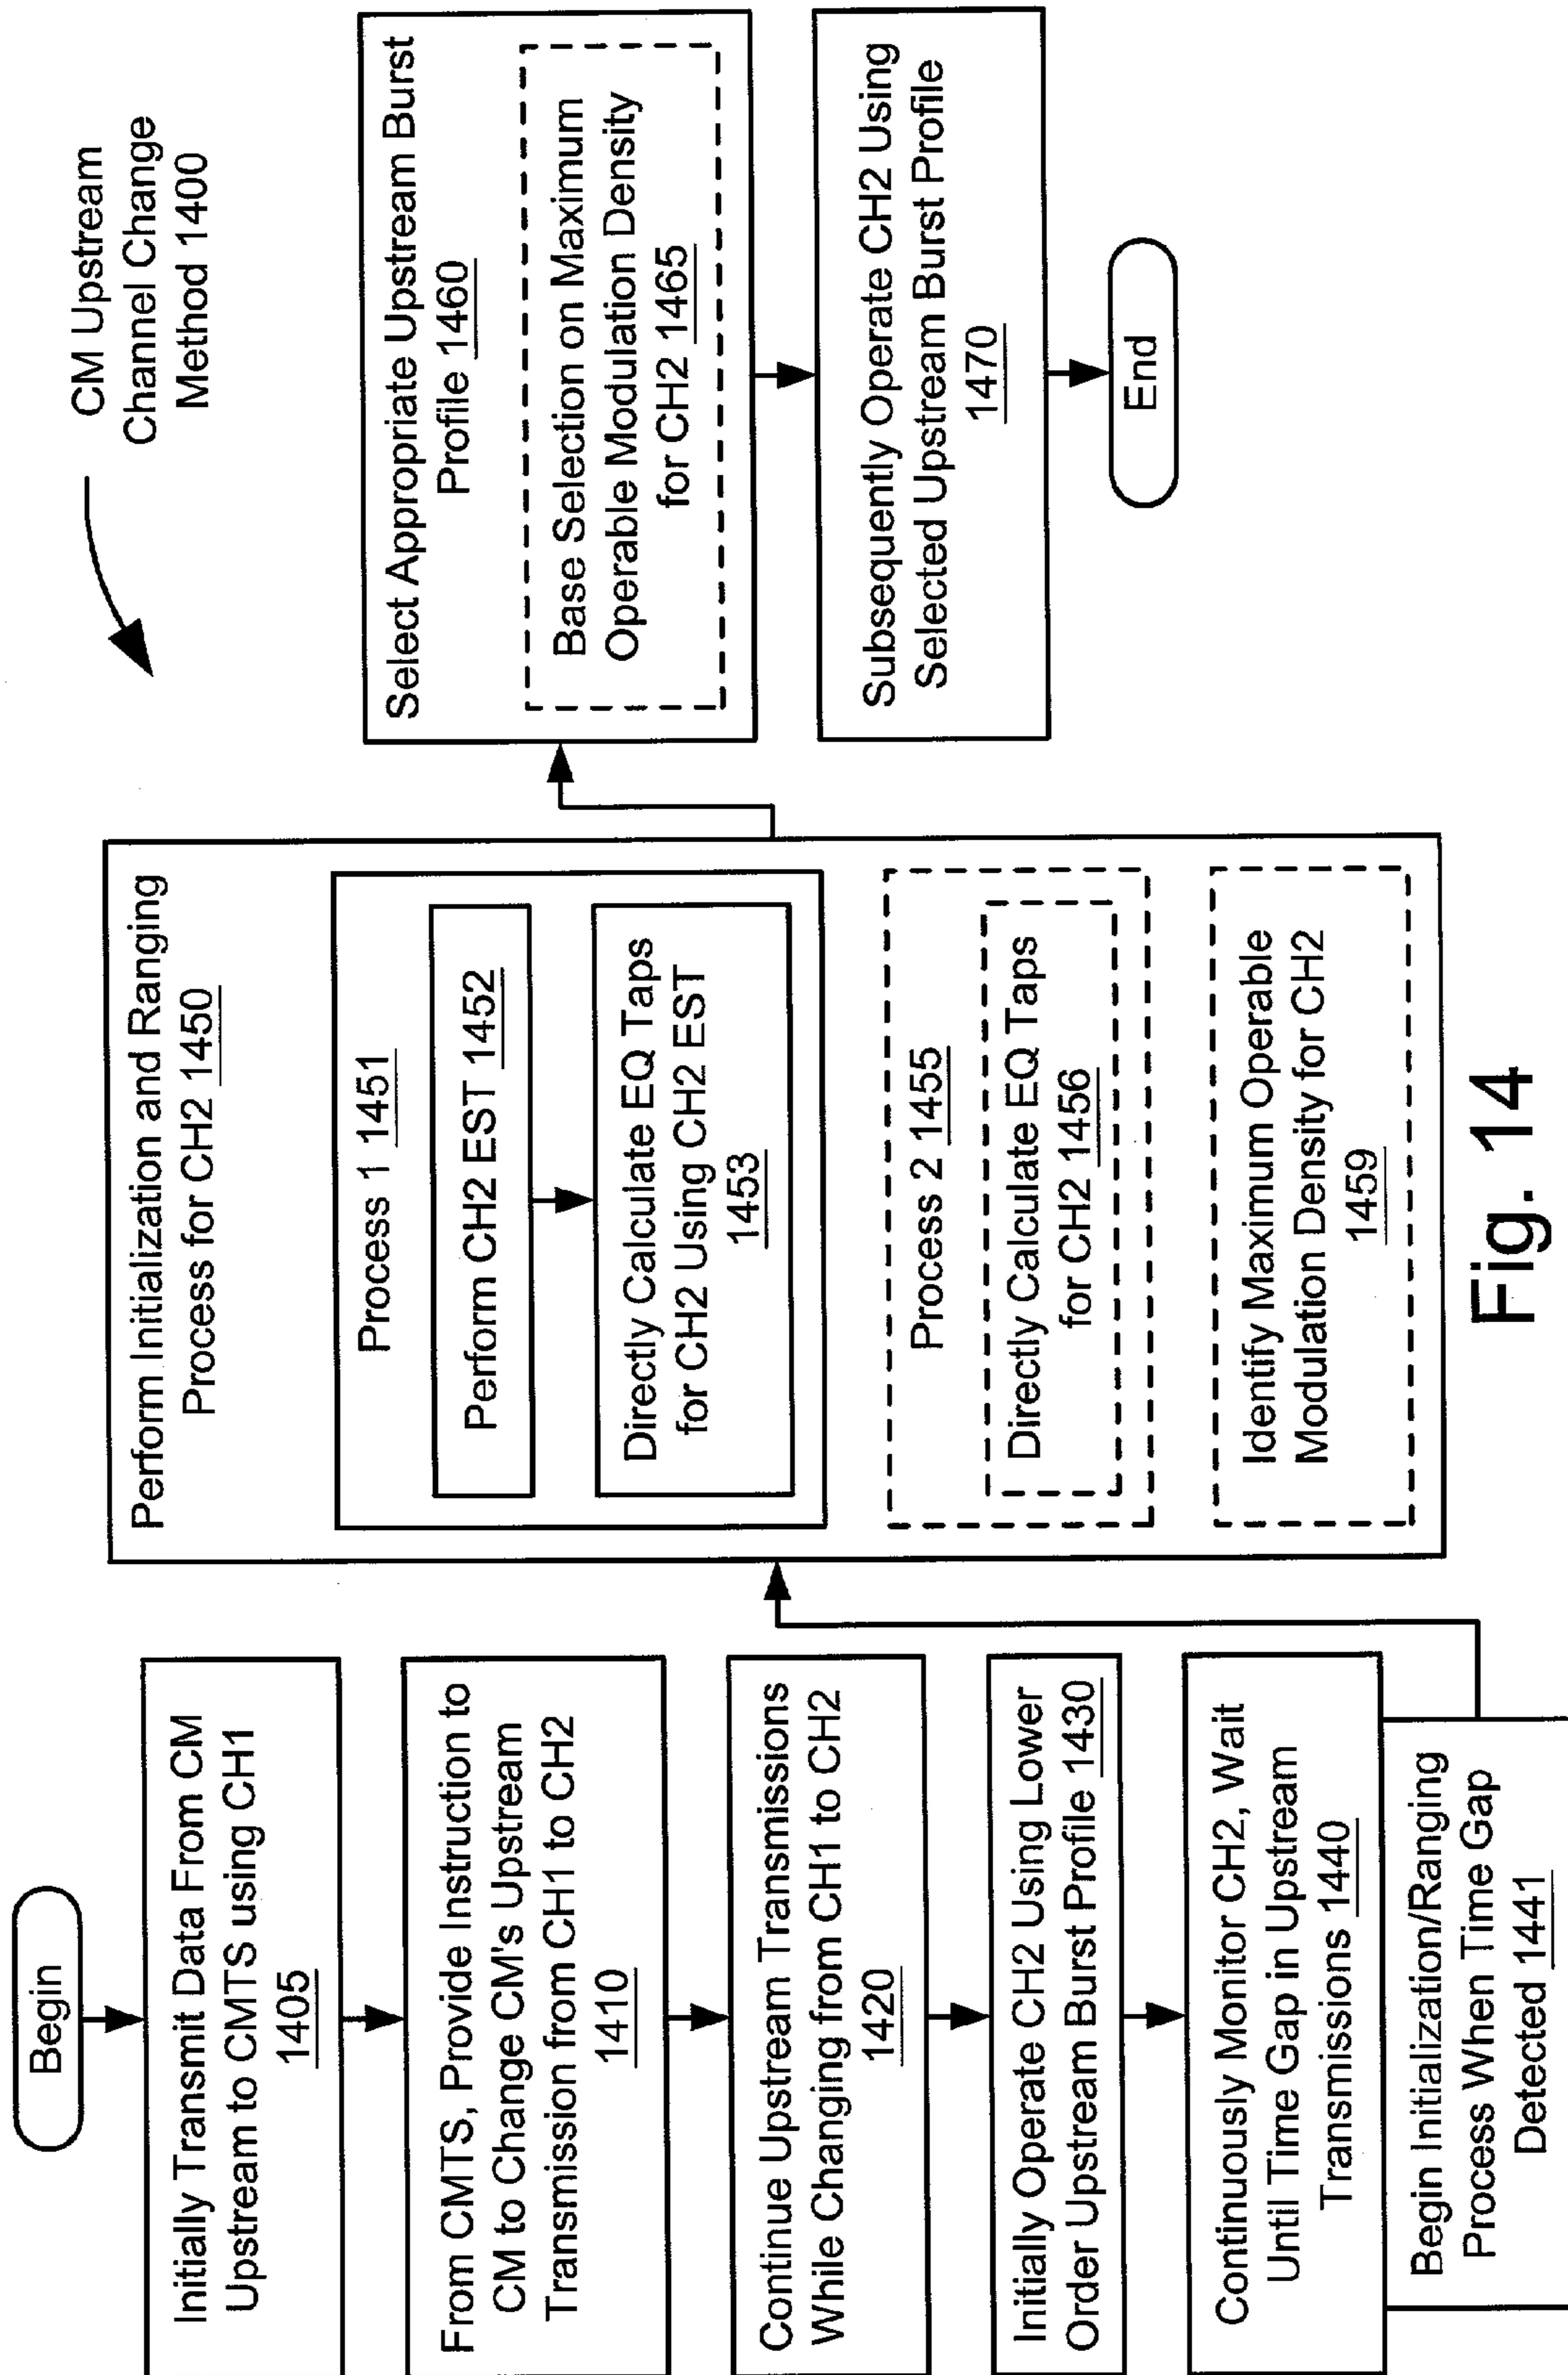 CM Upstream
Channel Change
Method 1400
Begin
Initially Transmit Data From CM
Upstream to CMTS using CH1
1405
From CMTS, Provide Instruction to
CM to Change CM's Upstream
Transmission from CH1 to CH2
1410
Continue Upstream Transmissions
While Changing from CH1 to CH2
1420
Initially Operate CH2 Using Lower
Order Upstream Burst Profile 1430
Continuously Monitor CH2, Wait
Until Time Gap in Upstream
Transmissions 1440
Begin Initialization/Ranging
Process When Time Gap
Detected 1441
Perform Initialization and Ranging
Process for CH2 1450
Process 1 1451
Perform CH2 EST 1452
Directly Calculate EQ Taps
for CH2 Using CH2 EST
1453
Process 2 1455
Directly Calculate EQ Taps
for CH2 1456
Identify Maximum Operable
Modulation Density for CH2
1459
Select Appropriate Upstream Burst
Profile 1460
Base Selection on Maximum
Operable Modulation Density
for CH2 1465
Subsequently Operate CH2 Using
Selected Upstream Burst Profile
1470
End
Fig. 14